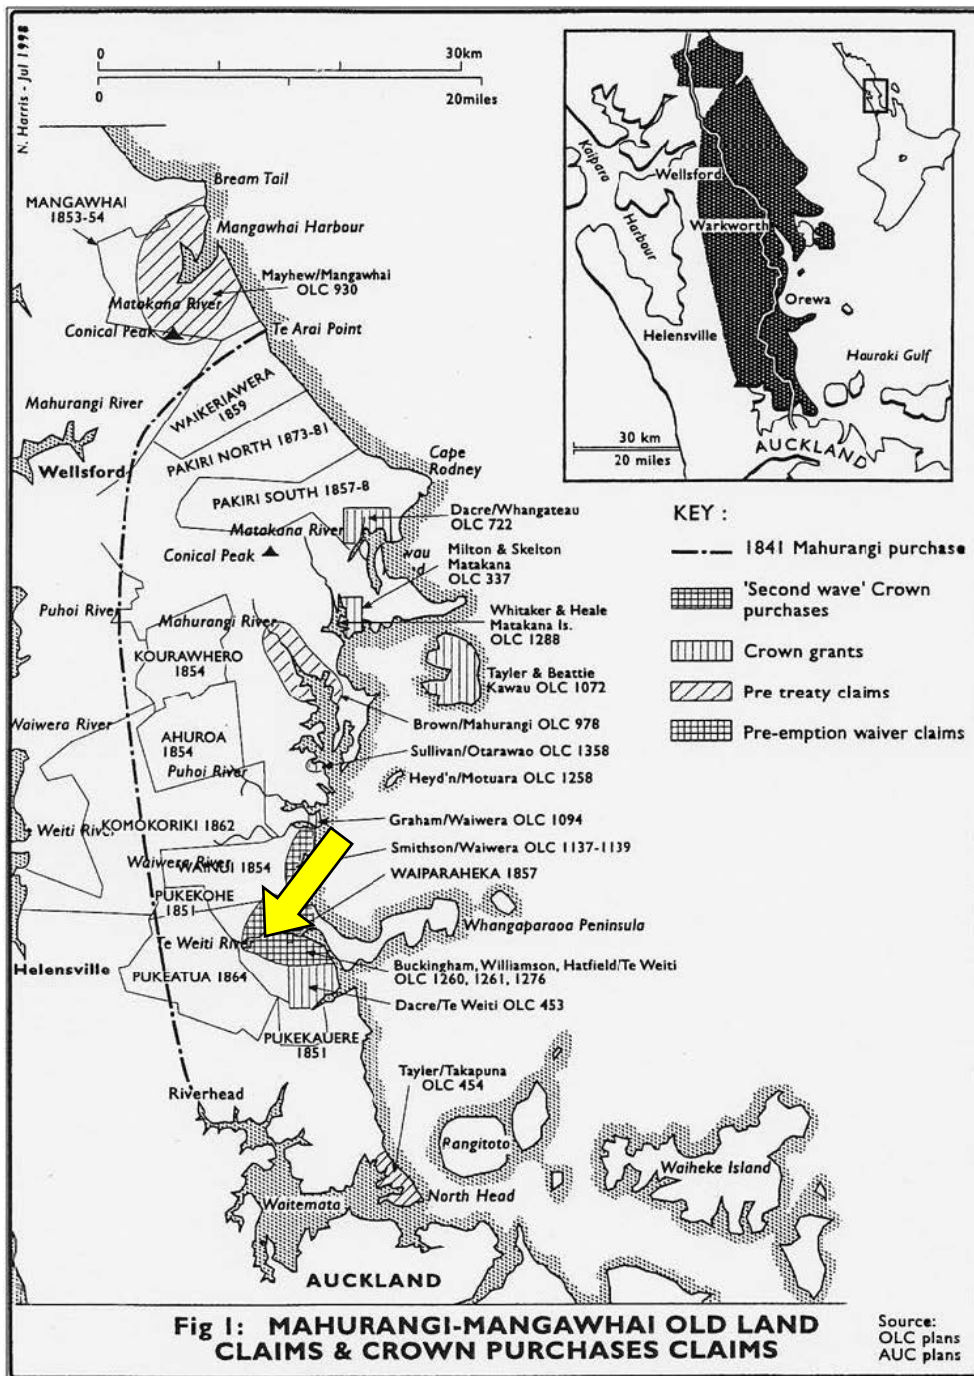 N. Harris - Jul 1998
0
30km
0
20miles
Bream Tail
MANGAWHAI
1853-54
Mangawhai Harbour
Mayhew/Mangawhai
OLC 930
Matakana River
Conical Peak
Te Arai Point
WAIKERIAWERA
1859
Mahurangi River
PAKIRI NORTH 1873-81
Wellsford
Cape
Rodney
PAKIRI SOUTH 1857-8
Dacre/Whangateau
OLC 722
Matakana River
Conical Peak
Milton & Skelton
Matakana
OLC 337
Puhoi River
Mahurangi River
Whitaker & Heale
Matakana Is.
OLC 1288
KOURAWHERO
1854
Tayler & Beattie
Kawau OLC 1072
Waiwera River
Brown/Mahurangi OLC 978
AHUROA
1854
Sullivan/Otarawao OLC 1358
Puhoi River
Heyd'n/Motuara OLC 1258
Te Weiti River
KOMOKORIKI 1862
Graham/Waiwera OLC 1094
Smithson/Waiwera OLC 1137-1139
Waiwera River
WAINUI 1854
WAIPARAHEKA 1857
PUKEKOHE
1851
Whangaparaoa Peninsula
Te Weiti River
Helensville
PUKEATUA 1864
Buckingham, Williamson, Hatfield/Te Weiti
OLC 1260, 1261, 1276
Dacre/Te Weiti OLC 453
PUKEKAUERE
1851
Tayler/Takapuna
OLC 454
Riverhead
Rangitoto
Waiheke Island
North Head
Waitemata
AUCKLAND
Kaipara
Harbour
Wellsford
Warkworth
Orewa
Helensville
Hauraki Gulf
30 km
20 miles
AUCKLAND
KEY :
1841 Mahurangi purchase
'Second wave' Crown
purchases
Crown grants
Pre treaty claims
Pre-emption waiver claims
Fig 1: MAHURANGI-MANGAWHAI OLD LAND
CLAIMS & CROWN PURCHASES CLAIMS
Source:
OLC plans
AUC plans